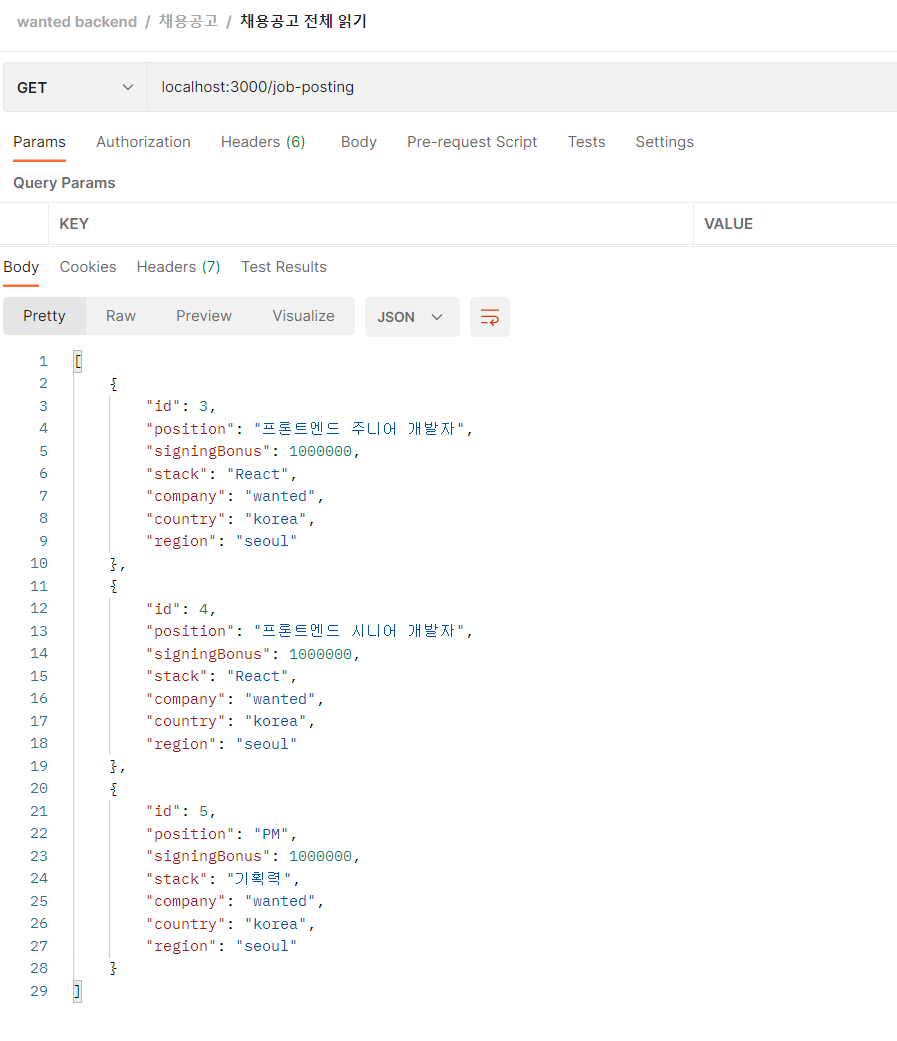 wanted backend / 채용공고 / 채용공고 전체 읽기
GET localhost:3000/job-posting
Params Authorization Headers (6) Body Pre-request Script Tests Settings
Query Params
KEY VALUE
Body Cookies Headers (7) Test Results
Pretty Raw Preview Visualize JSON
1 [
2 {
3 "id": 3,
4 "position": "프론트엔드 주니어 개발자",
5 "signingBonus": 1000000,
6 "stack": "React",
7 "company": "wanted",
8 "country": "korea",
9 "region": "seoul"
10 },
11 {
12 "id": 4,
13 "position": "프론트엔드 시니어 개발자",
14 "signingBonus": 1000000,
15 "stack": "React",
16 "company": "wanted",
17 "country": "korea",
18 "region": "seoul"
19 },
20 {
21 "id": 5,
22 "position": "PM",
23 "signingBonus": 1000000,
24 "stack": "기획력",
25 "company": "wanted",
26 "country": "korea",
27 "region": "seoul"
28 }
29 ]